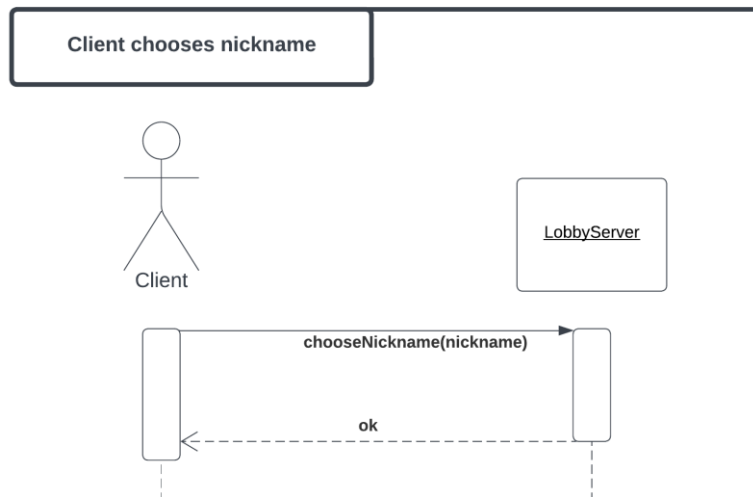 Client chooses nickname
LobbyServer
Client
chooseNickname(nickname)
ok